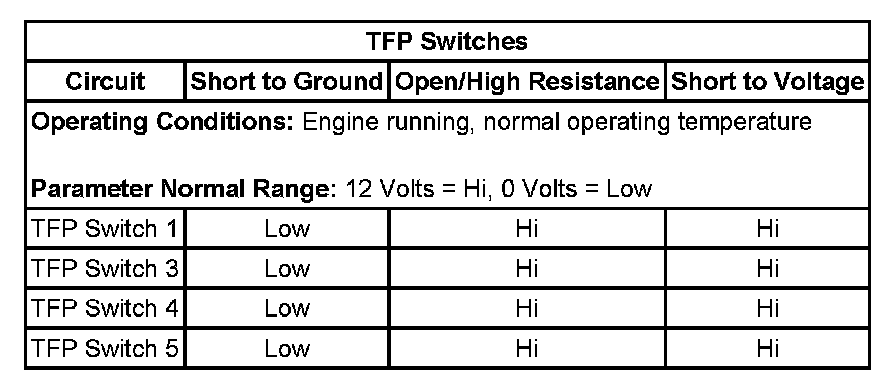 TFP Switches
Circuit Short to Ground Open/High Resistance Short to Voltage
Operating Conditions: Engine running, normal operating temperature
Parameter Normal Range: 12 Volts = Hi, 0 Volts = Low
TFP Switch 1 Low Hi Hi
TFP Switch 3 Low Hi Hi
TFP Switch 4 Low Hi Hi
TFP Switch 5 Low Hi Hi